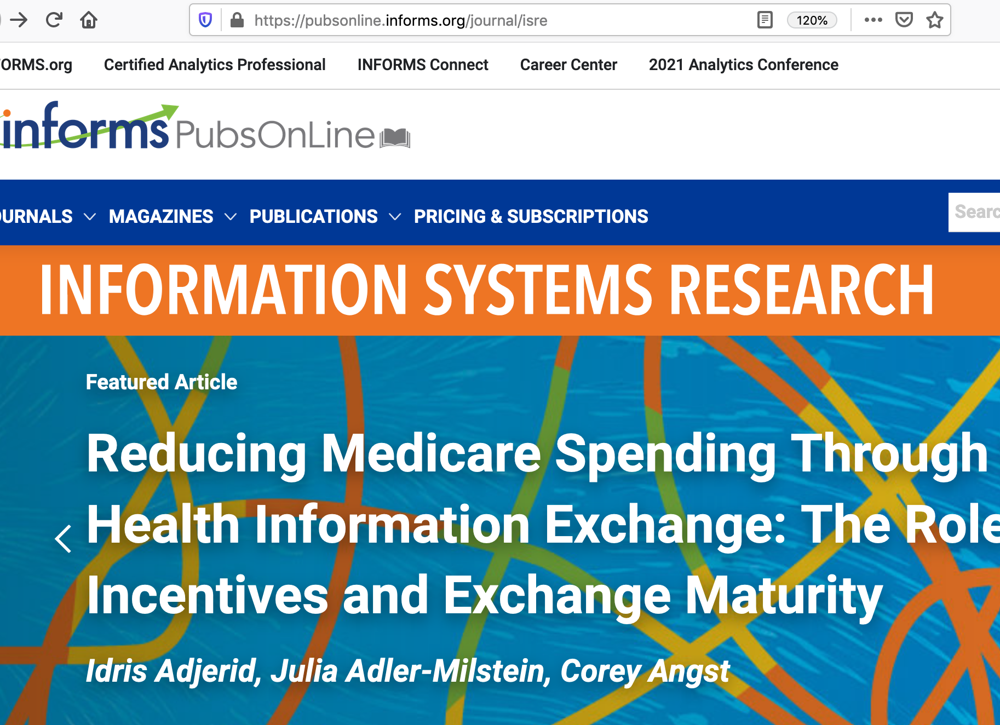 https://pubsonline.informs.org/journal/isre
120%
ORMS.org Certified Analytics Professional INFORMS Connect Career Center 2021 Analytics Conference
informs PubsOnLine
OURNALS MAGAZINES PUBLICATIONS PRICING & SUBSCRIPTIONS
Searc
INFORMATION SYSTEMS RESEARCH
Featured Article
Reducing Medicare Spending Through
Health Information Exchange: The Role
Incentives and Exchange Maturity
Idris Adjerid, Julia Adler-Milstein, Corey Angst